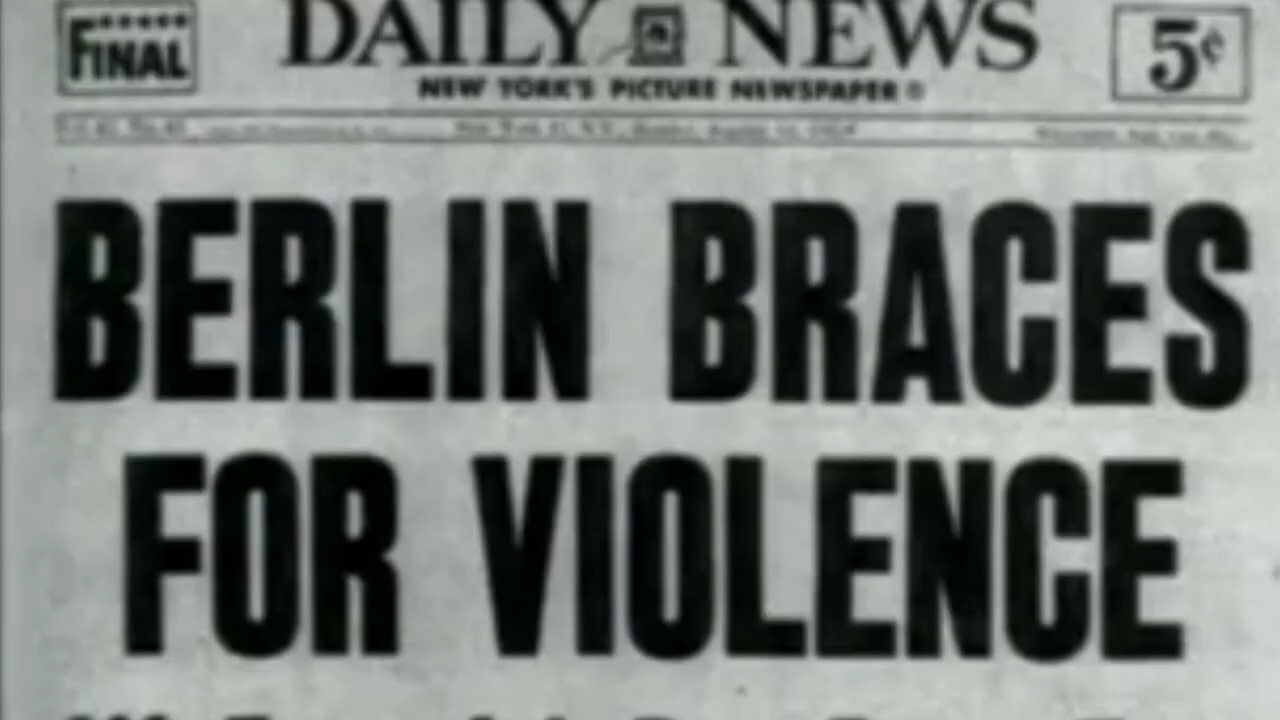 FINAL
DAILY NEWS
5¢
NEW YORK'S PICTURE NEWSPAPER
BERLIN BRACES
FOR VIOLENCE